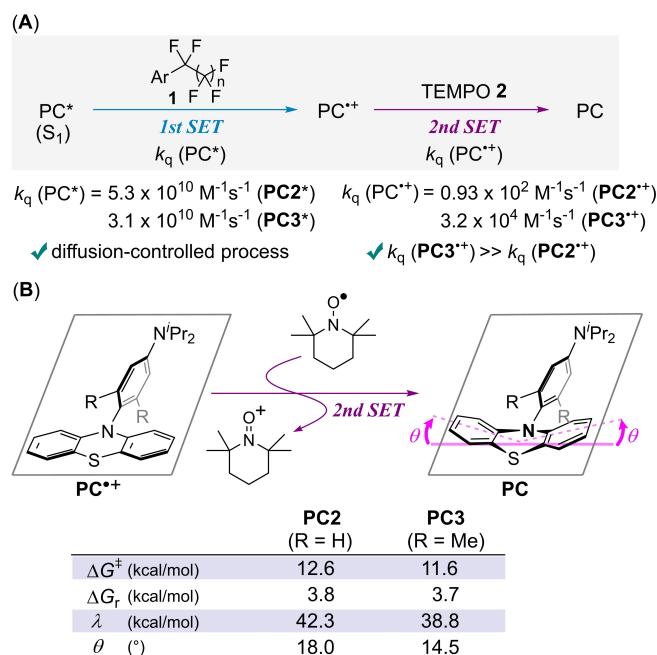 (A)
F F
Ar ( )n
F F F
1
PC* 1st SET PC•+ TEMPO 2 PC
(S1) kq (PC*) 2nd SET
kq (PC•+)
kq (PC*) = 5.3 x 10^10 M-1s-1 (PC2*)
3.1 x 10^10 M-1s-1 (PC3*)
✓ diffusion-controlled process
kq (PC•+) = 0.93 x 10^2 M-1s-1 (PC2•+)
3.2 x 10^4 M-1s-1 (PC3•+)
✓ kq (PC3•+) >> kq (PC2•+)
(B)
N^iPr2
R
R
N
S
PC•+
O•
N
2nd SET
O+
N
N^iPr2
R
R
N
S
θ θ
PC
PC2 PC3
(R = H) (R = Me)
ΔG‡ (kcal/mol) 12.6 11.6
ΔGr (kcal/mol) 3.8 3.7
λ (kcal/mol) 42.3 38.8
θ (°) 18.0 14.5